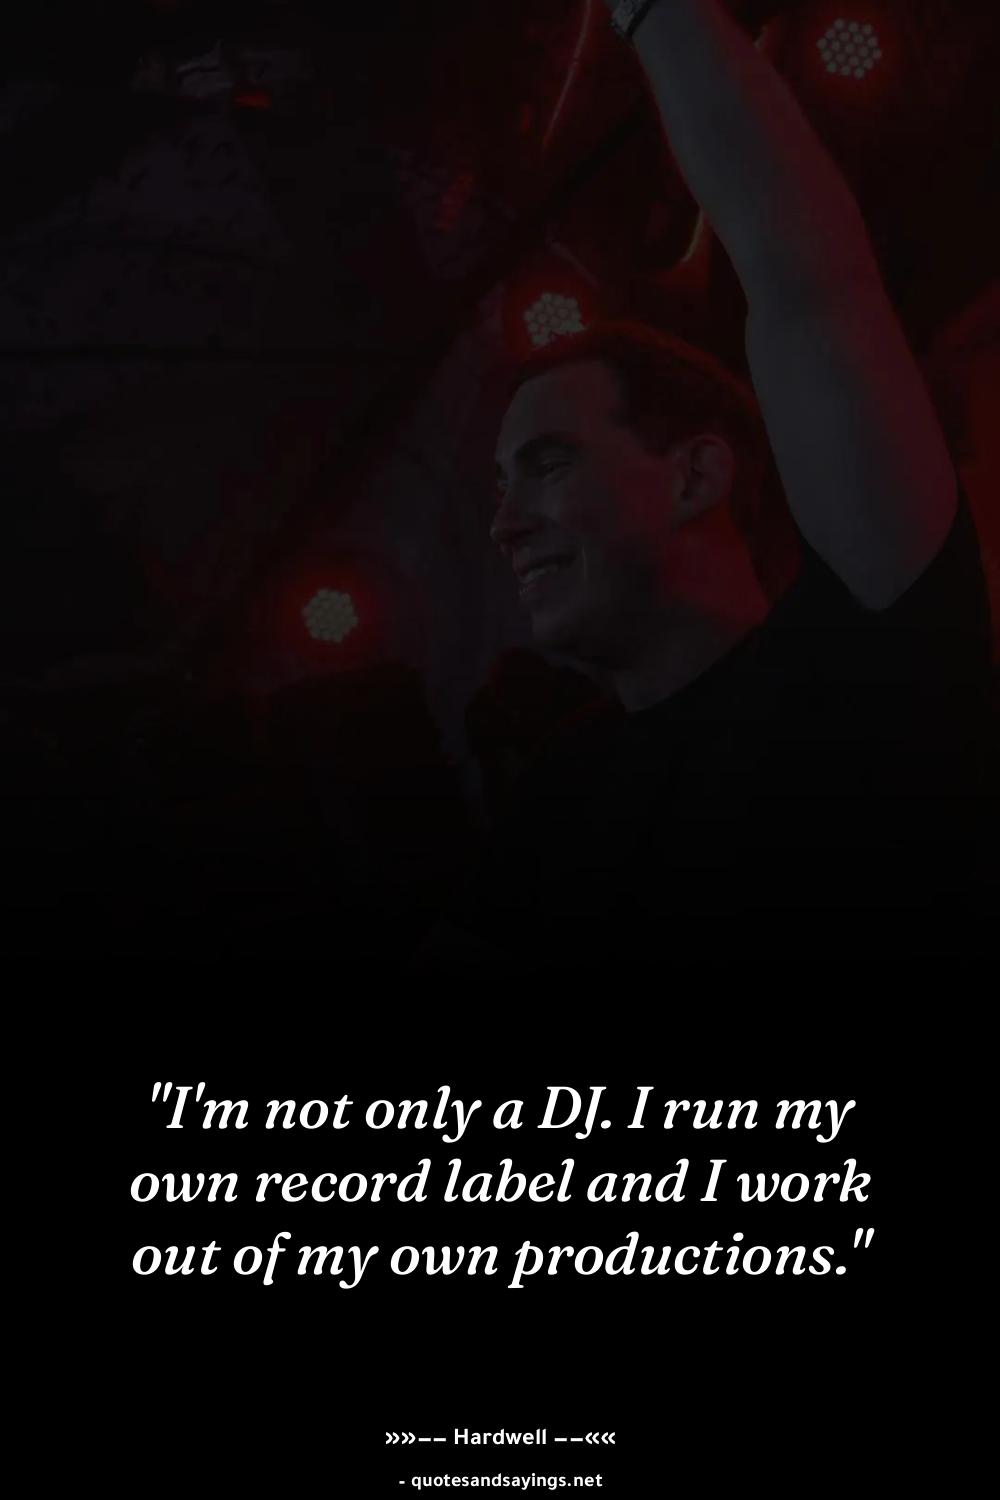 "I'm not only a DJ. I run my
own record label and I work
out of my own productions."
»»−− Hardwell −−««
- quotesandsayings.net